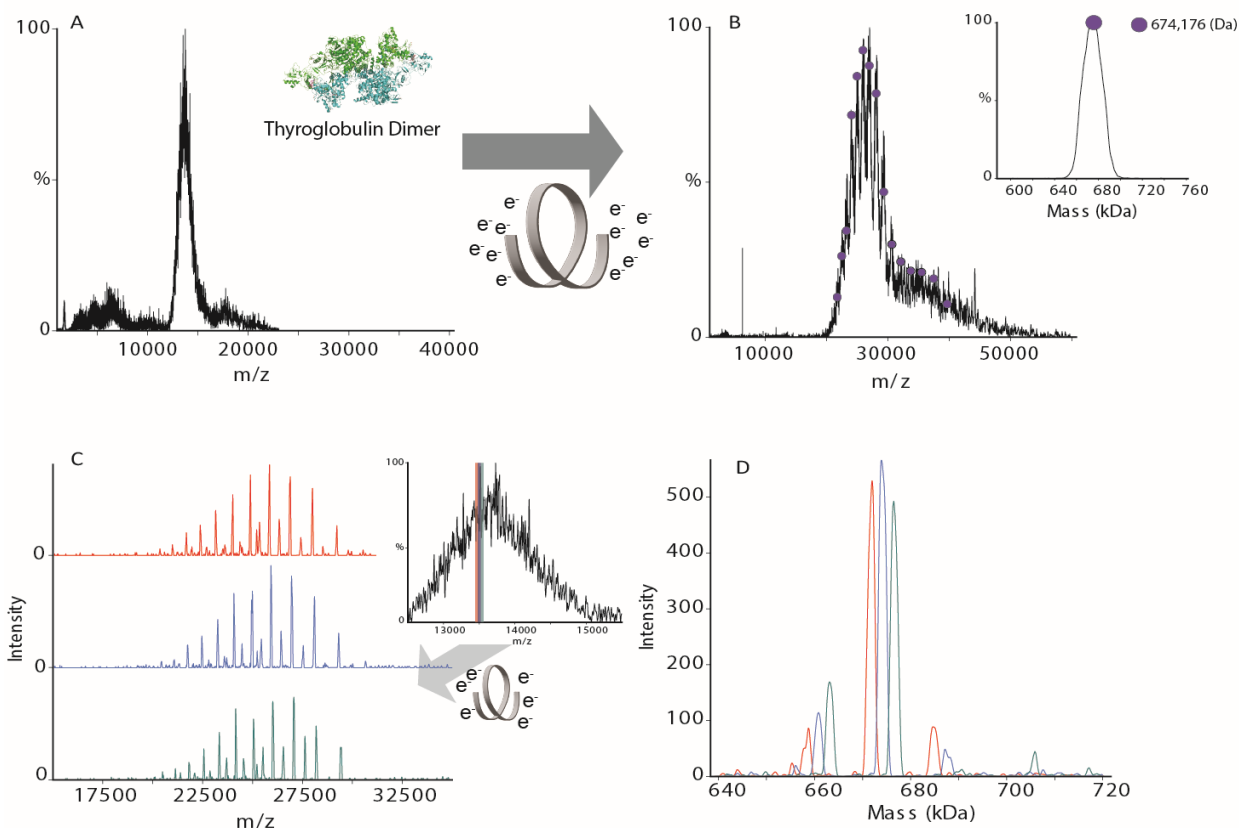 A
100
%
0
10000
20000
30000
40000
m/z
Thyroglobulin Dimer
e-
e-
e-
e-
e-
e-
e-
e-
e-
e-
e-
e-
B
100
%
0
10000
30000
50000
m/z
100
%
0
600
640
680
720
760
Mass (kDa)
674,176 (Da)
C
Intensity
0
0
0
17500
22500
27500
32500
m/z
100
%
0
13000
14000
15000
m/z
e-
e-
e-
e-
e-
e-
D
Intensity
500
400
300
200
100
0
640
660
680
700
720
Mass (kDa)